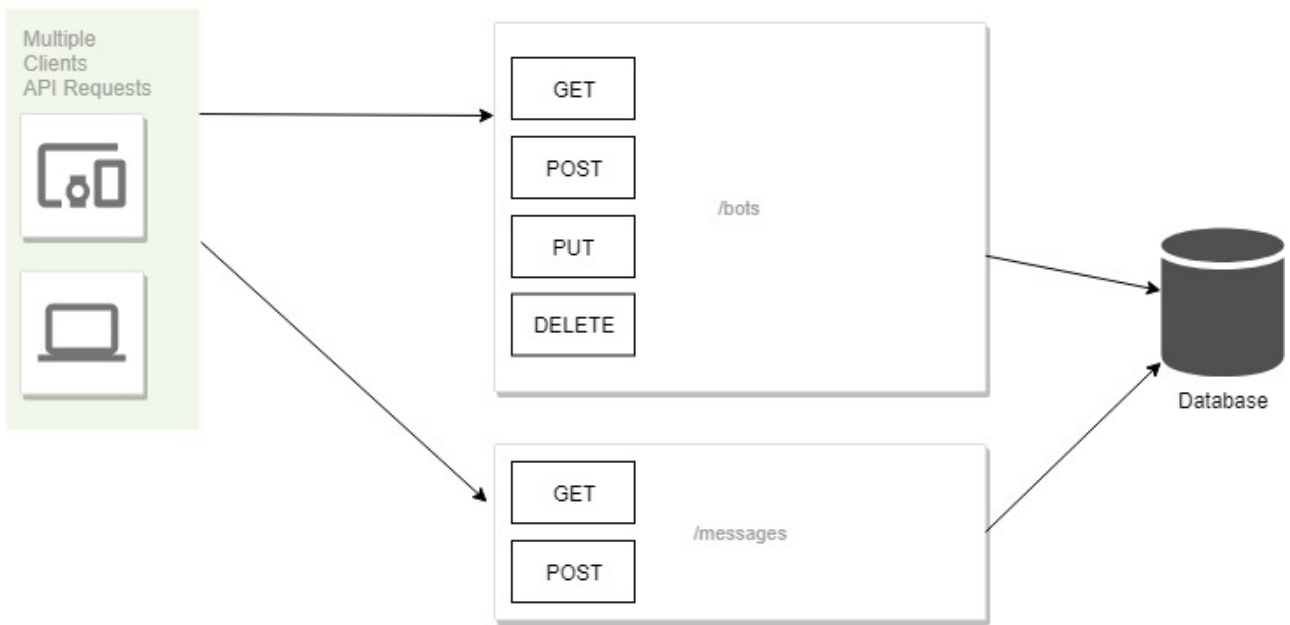 Multiple
Clients
API Requests
GET
POST
/bots
PUT
DELETE
Database
GET
/messages
POST